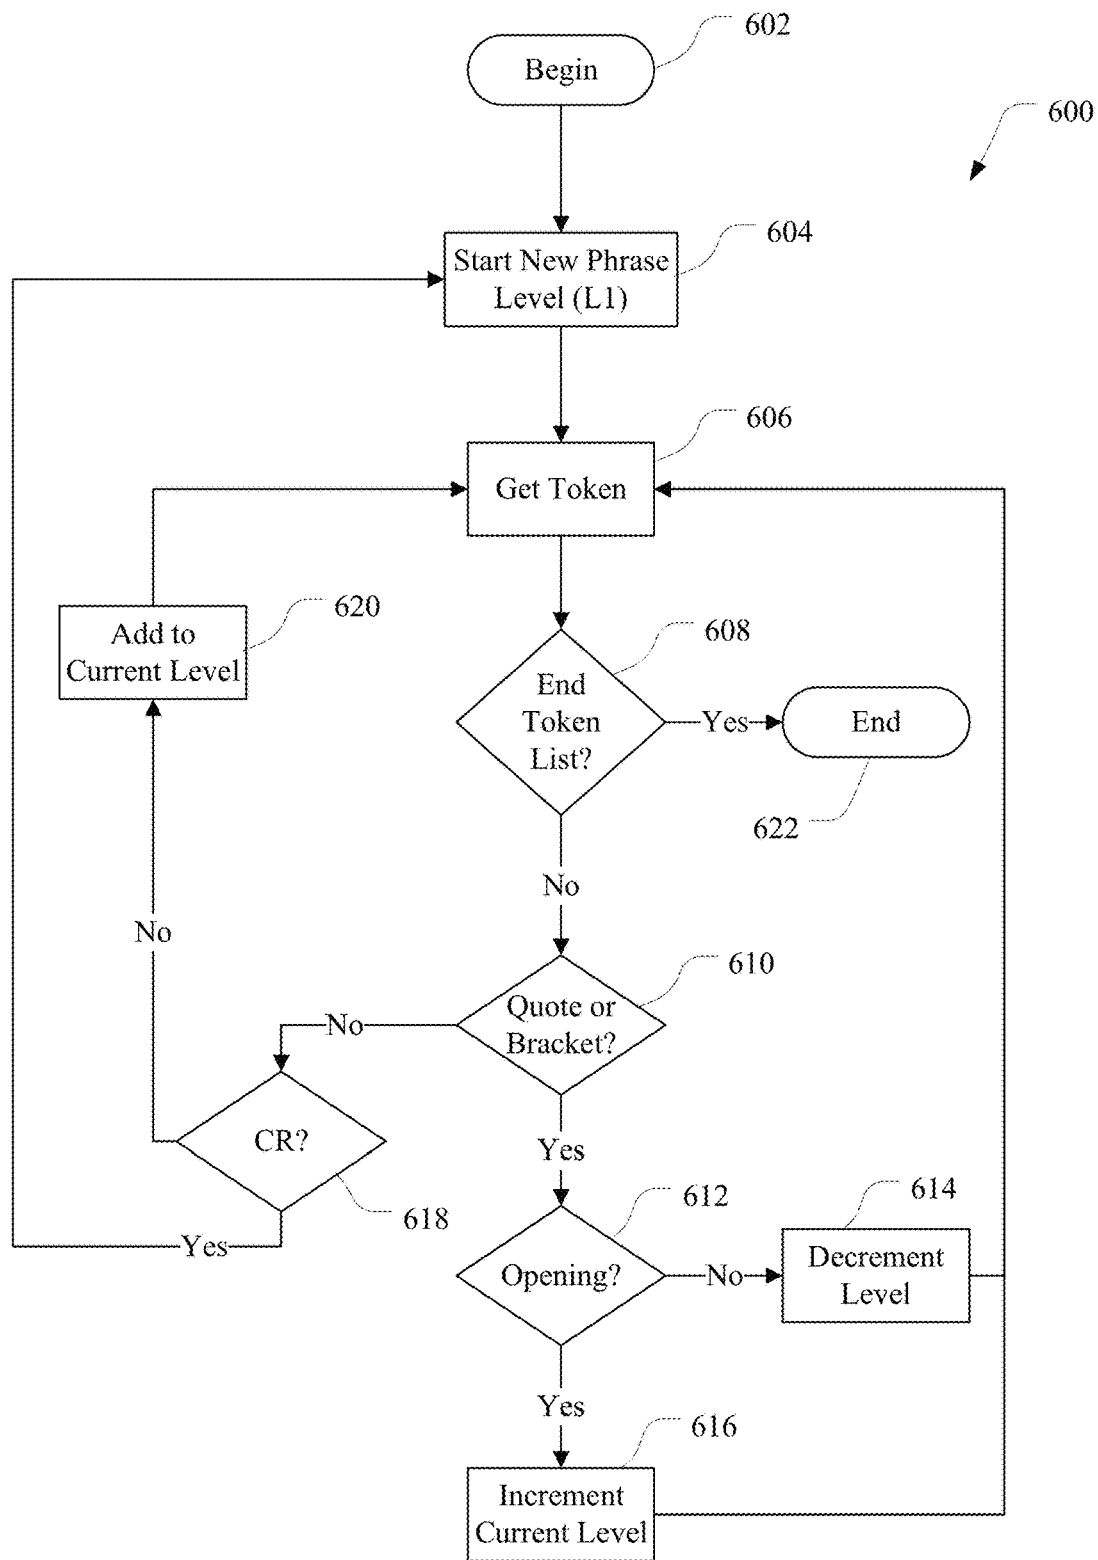 602
Begin
600
604
Start New Phrase
Level (L1)
606
Get Token
620
Add to
Current Level
608
End
Token
List?
Yes
End
622
No
No
610
Quote or
Bracket?
No
CR?
618
Yes
Yes
612
Opening?
No
614
Decrement
Level
Yes
616
Increment
Current Level